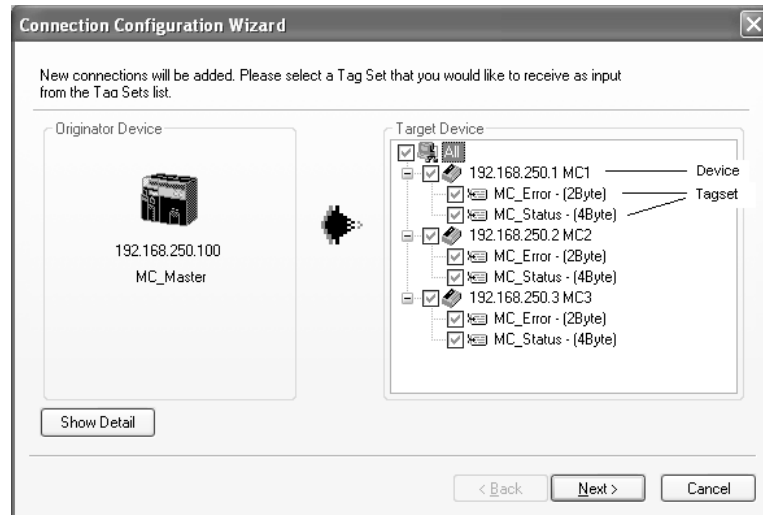 Connection Configuration Wizard
New connections will be added. Please select a Tag Set that you would like to receive as input
from the Tag Sets list.
Originator Device
192.168.250.100
MC_Master
Target Device
All
192.168.250.1 MC1
Device
MC_Error - (2Byte)
Tagset
MC_Status - (4Byte)
192.168.250.2 MC2
MC_Error - (2Byte)
MC_Status - (4Byte)
192.168.250.3 MC3
MC_Error - (2Byte)
MC_Status - (4Byte)
Show Detail
< Back
Next >
Cancel